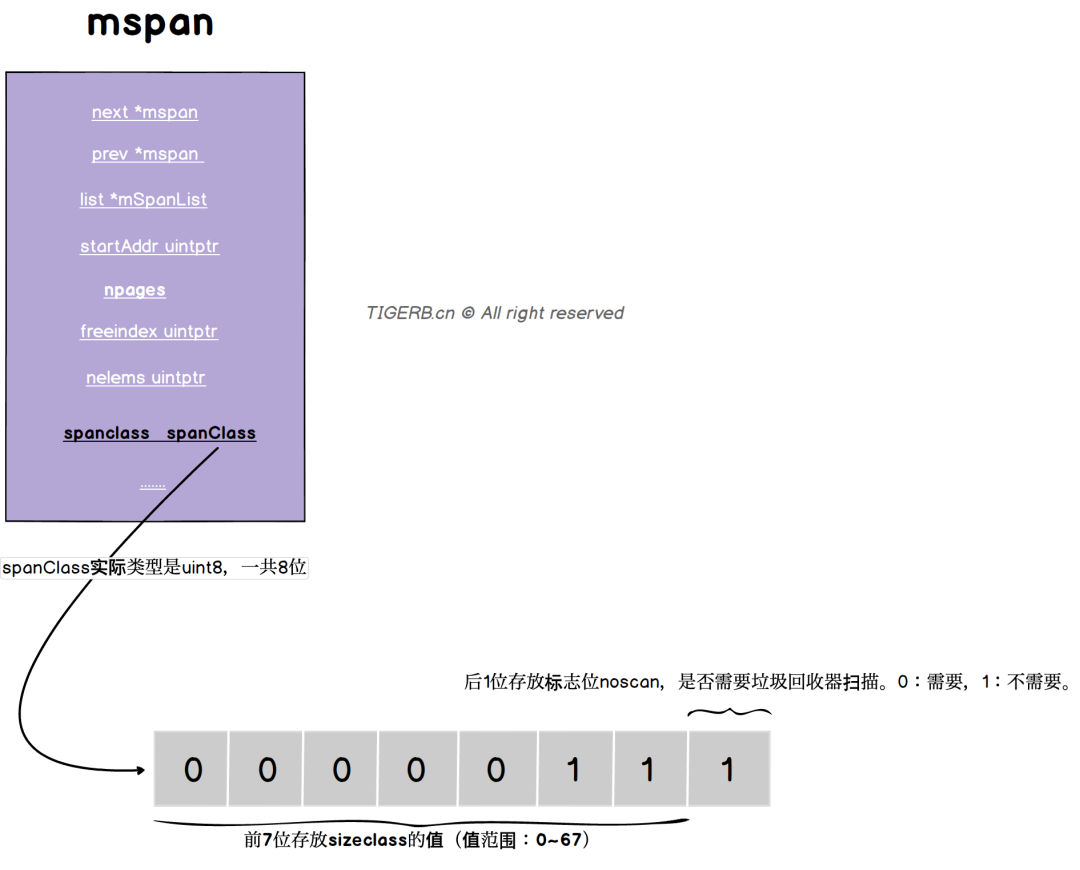 mspan
next *mspan
prev *mspan
list *mSpanList
startAddr uintptr
npages
freeindex uintptr
nelems uintptr
spanclass spanClass
.......
TIGERB.cn © All right reserved
spanClass实际类型是uint8，一共8位
后1位存放标志位noscan，是否需要垃圾回收器扫描。0：需要，1：不需要。
0 0 0 0 0 1 1 1
前7位存放sizeclass的值（值范围：0~67）